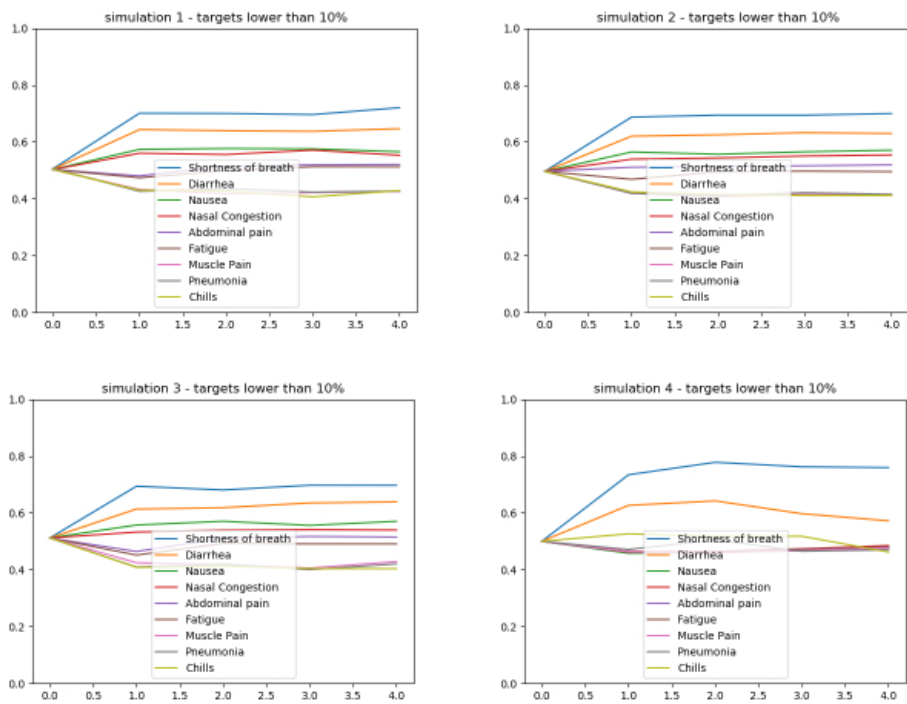 simulation 1 - targets lower than 10%
1.0
0.8
0.6
0.4
0.2
0.0
Shortness of breath
Diarrhea
Nausea
Nasal Congestion
Abdominal pain
Fatigue
Muscle Pain
Pneumonia
Chills
0.0 0.5 1.0 1.5 2.0 2.5 3.0 3.5 4.0
simulation 2 - targets lower than 10%
1.0
0.8
0.6
0.4
0.2
0.0
Shortness of breath
Diarrhea
Nausea
Nasal Congestion
Abdominal pain
Fatigue
Muscle Pain
Pneumonia
Chills
0.0 0.5 1.0 1.5 2.0 2.5 3.0 3.5 4.0
simulation 3 - targets lower than 10%
1.0
0.8
0.6
0.4
0.2
0.0
Shortness of breath
Diarrhea
Nausea
Nasal Congestion
Abdominal pain
Fatigue
Muscle Pain
Pneumonia
Chills
0.0 0.5 1.0 1.5 2.0 2.5 3.0 3.5 4.0
simulation 4 - targets lower than 10%
1.0
0.8
0.6
0.4
0.2
0.0
Shortness of breath
Diarrhea
Nausea
Nasal Congestion
Abdominal pain
Fatigue
Muscle Pain
Pneumonia
Chills
0.0 0.5 1.0 1.5 2.0 2.5 3.0 3.5 4.0